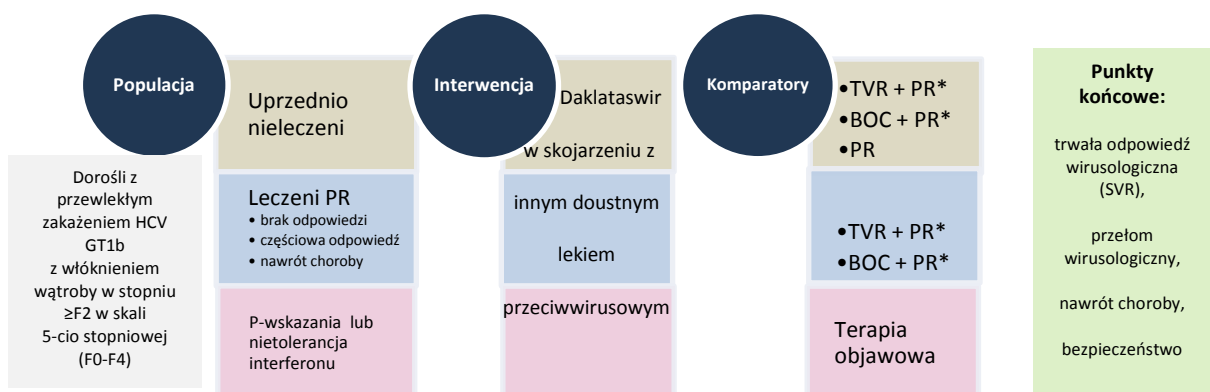 Populacja
Dorośli z
przewlekłym
zakażeniem HCV
GT1b
z włóknieniem
wątroby w stopniu
≥F2 w skali
5-cio stopniowej
(F0-F4)
Uprzednio
nieleczeni
Leczeni PR
• brak odpowiedzi
• częściowa odpowiedź
• nawrót choroby
P-wskazania lub
nietolerancja
interferonu
Interwencja
Daklataswir
w skojarzeniu z
innym doustnym
lekiem
przeciwwirusowym
Komparatory
•TVR + PR*
•BOC + PR*
•PR
•TVR + PR*
•BOC + PR*
Terapia
objawowa
Punkty
końcowe:
trwała odpowiedź
wirusologiczna
(SVR),
przełom
wirusologiczny,
nawrót choroby,
bezpieczeństwo